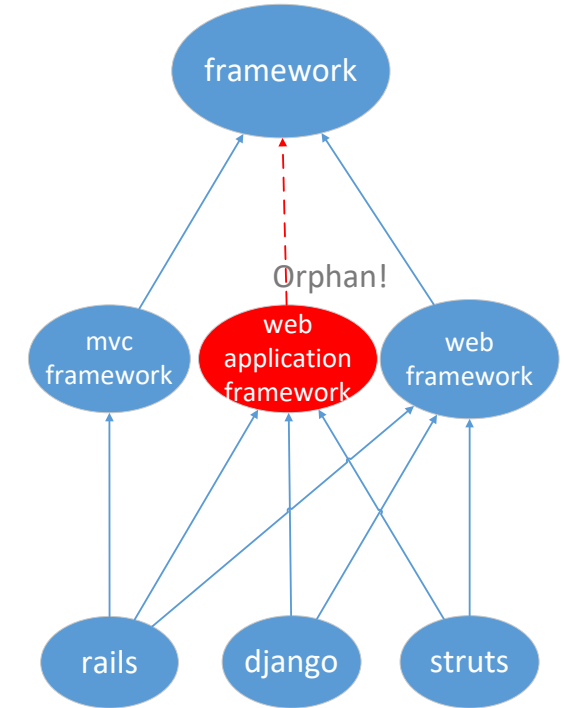 framework
Orphan!
mvc
framework
web
application
framework
web
framework
rails
django
struts